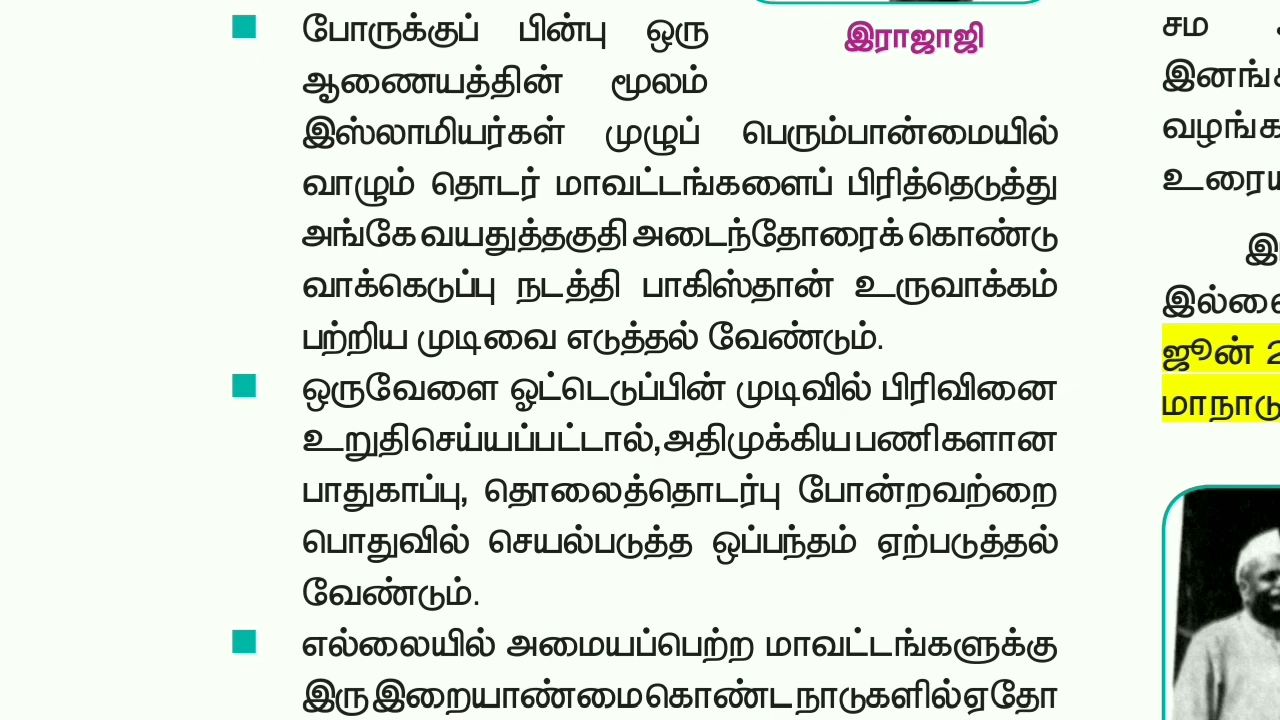 போருக்குப் பின்பு ஒரு
ஆணையத்தின் மூலம்
இஸ்லாமியர்கள் முழுப் பெரும்பான்மையில்
வாழும் தொடர் மாவட்டங்களைப் பிரித்தெடுத்து
அங்கே வயதுத்தகுதி அடைந்தோரைக் கொண்டு
வாக்கெடுப்பு நடத்தி பாகிஸ்தான் உருவாக்கம்
பற்றிய முடிவை எடுத்தல் வேண்டும்.
ஒருவேளை ஓட்டெடுப்பின் முடிவில் பிரிவினை
உறுதிசெய்யப்பட்டால், அதிமுக்கிய பணிகளான
பாதுகாப்பு, தொலைத்தொடர்பு போன்றவற்றை
பொதுவில் செயல்படுத்த ஒப்பந்தம் ஏற்படுத்தல்
வேண்டும்.
எல்லையில் அமையப்பெற்ற மாவட்டங்களுக்கு
இரு இறையாண்மை கொண்ட நாடுகளில் ஏதோ
இராஜாஜி
சம
ஜூன்